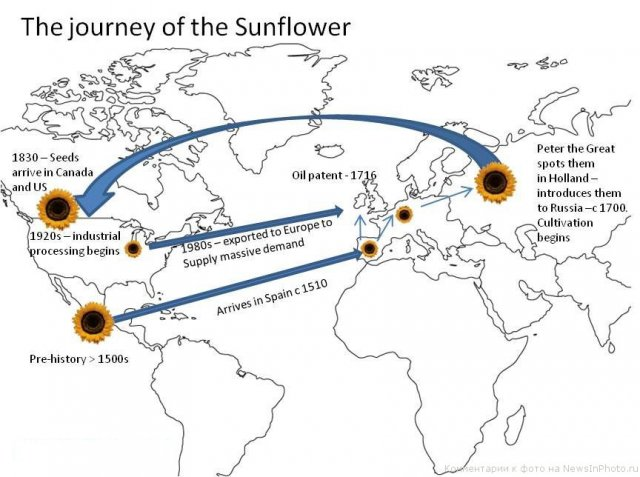 The journey of the Sunflower
1830 – Seeds
arrive in Canada
and US
Oil patent - 1716
Peter the Great
spots them
in Holland –
introduces them
to Russia –c 1700.
Cultivation
begins
1920s – industrial
processing begins
1980s – exported to Europe to
Supply massive demand
Arrives in Spain c 1510
Pre-history > 1500s
Комментарии к фото на NewsInPhoto.ru